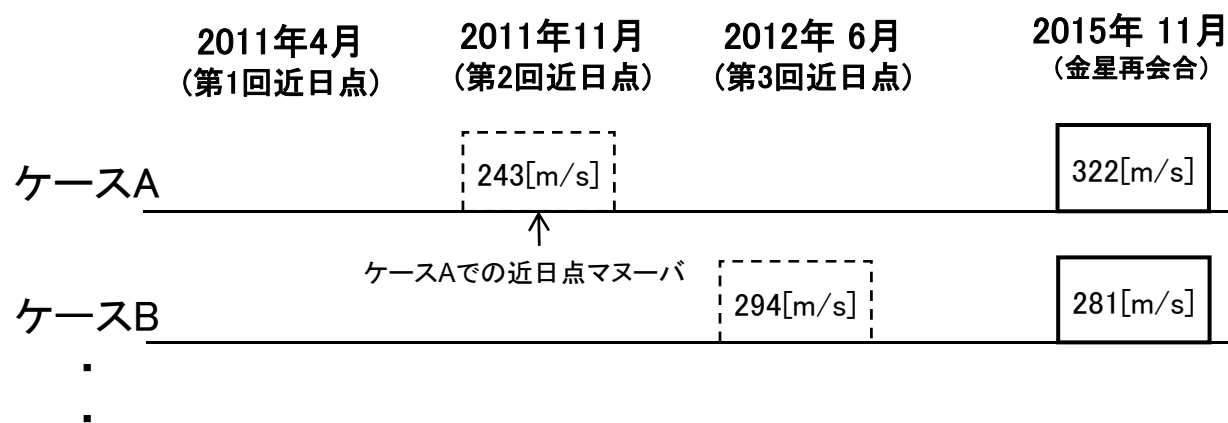 2011年4月
(第1回近日点)
2011年11月
(第2回近日点)
2012年 6月
(第3回近日点)
2015年 11月
(金星再会合)
ケースA
243[m/s]
322[m/s]
ケースAでの近日点マヌーバ
ケースB
294[m/s]
281[m/s]
・
・